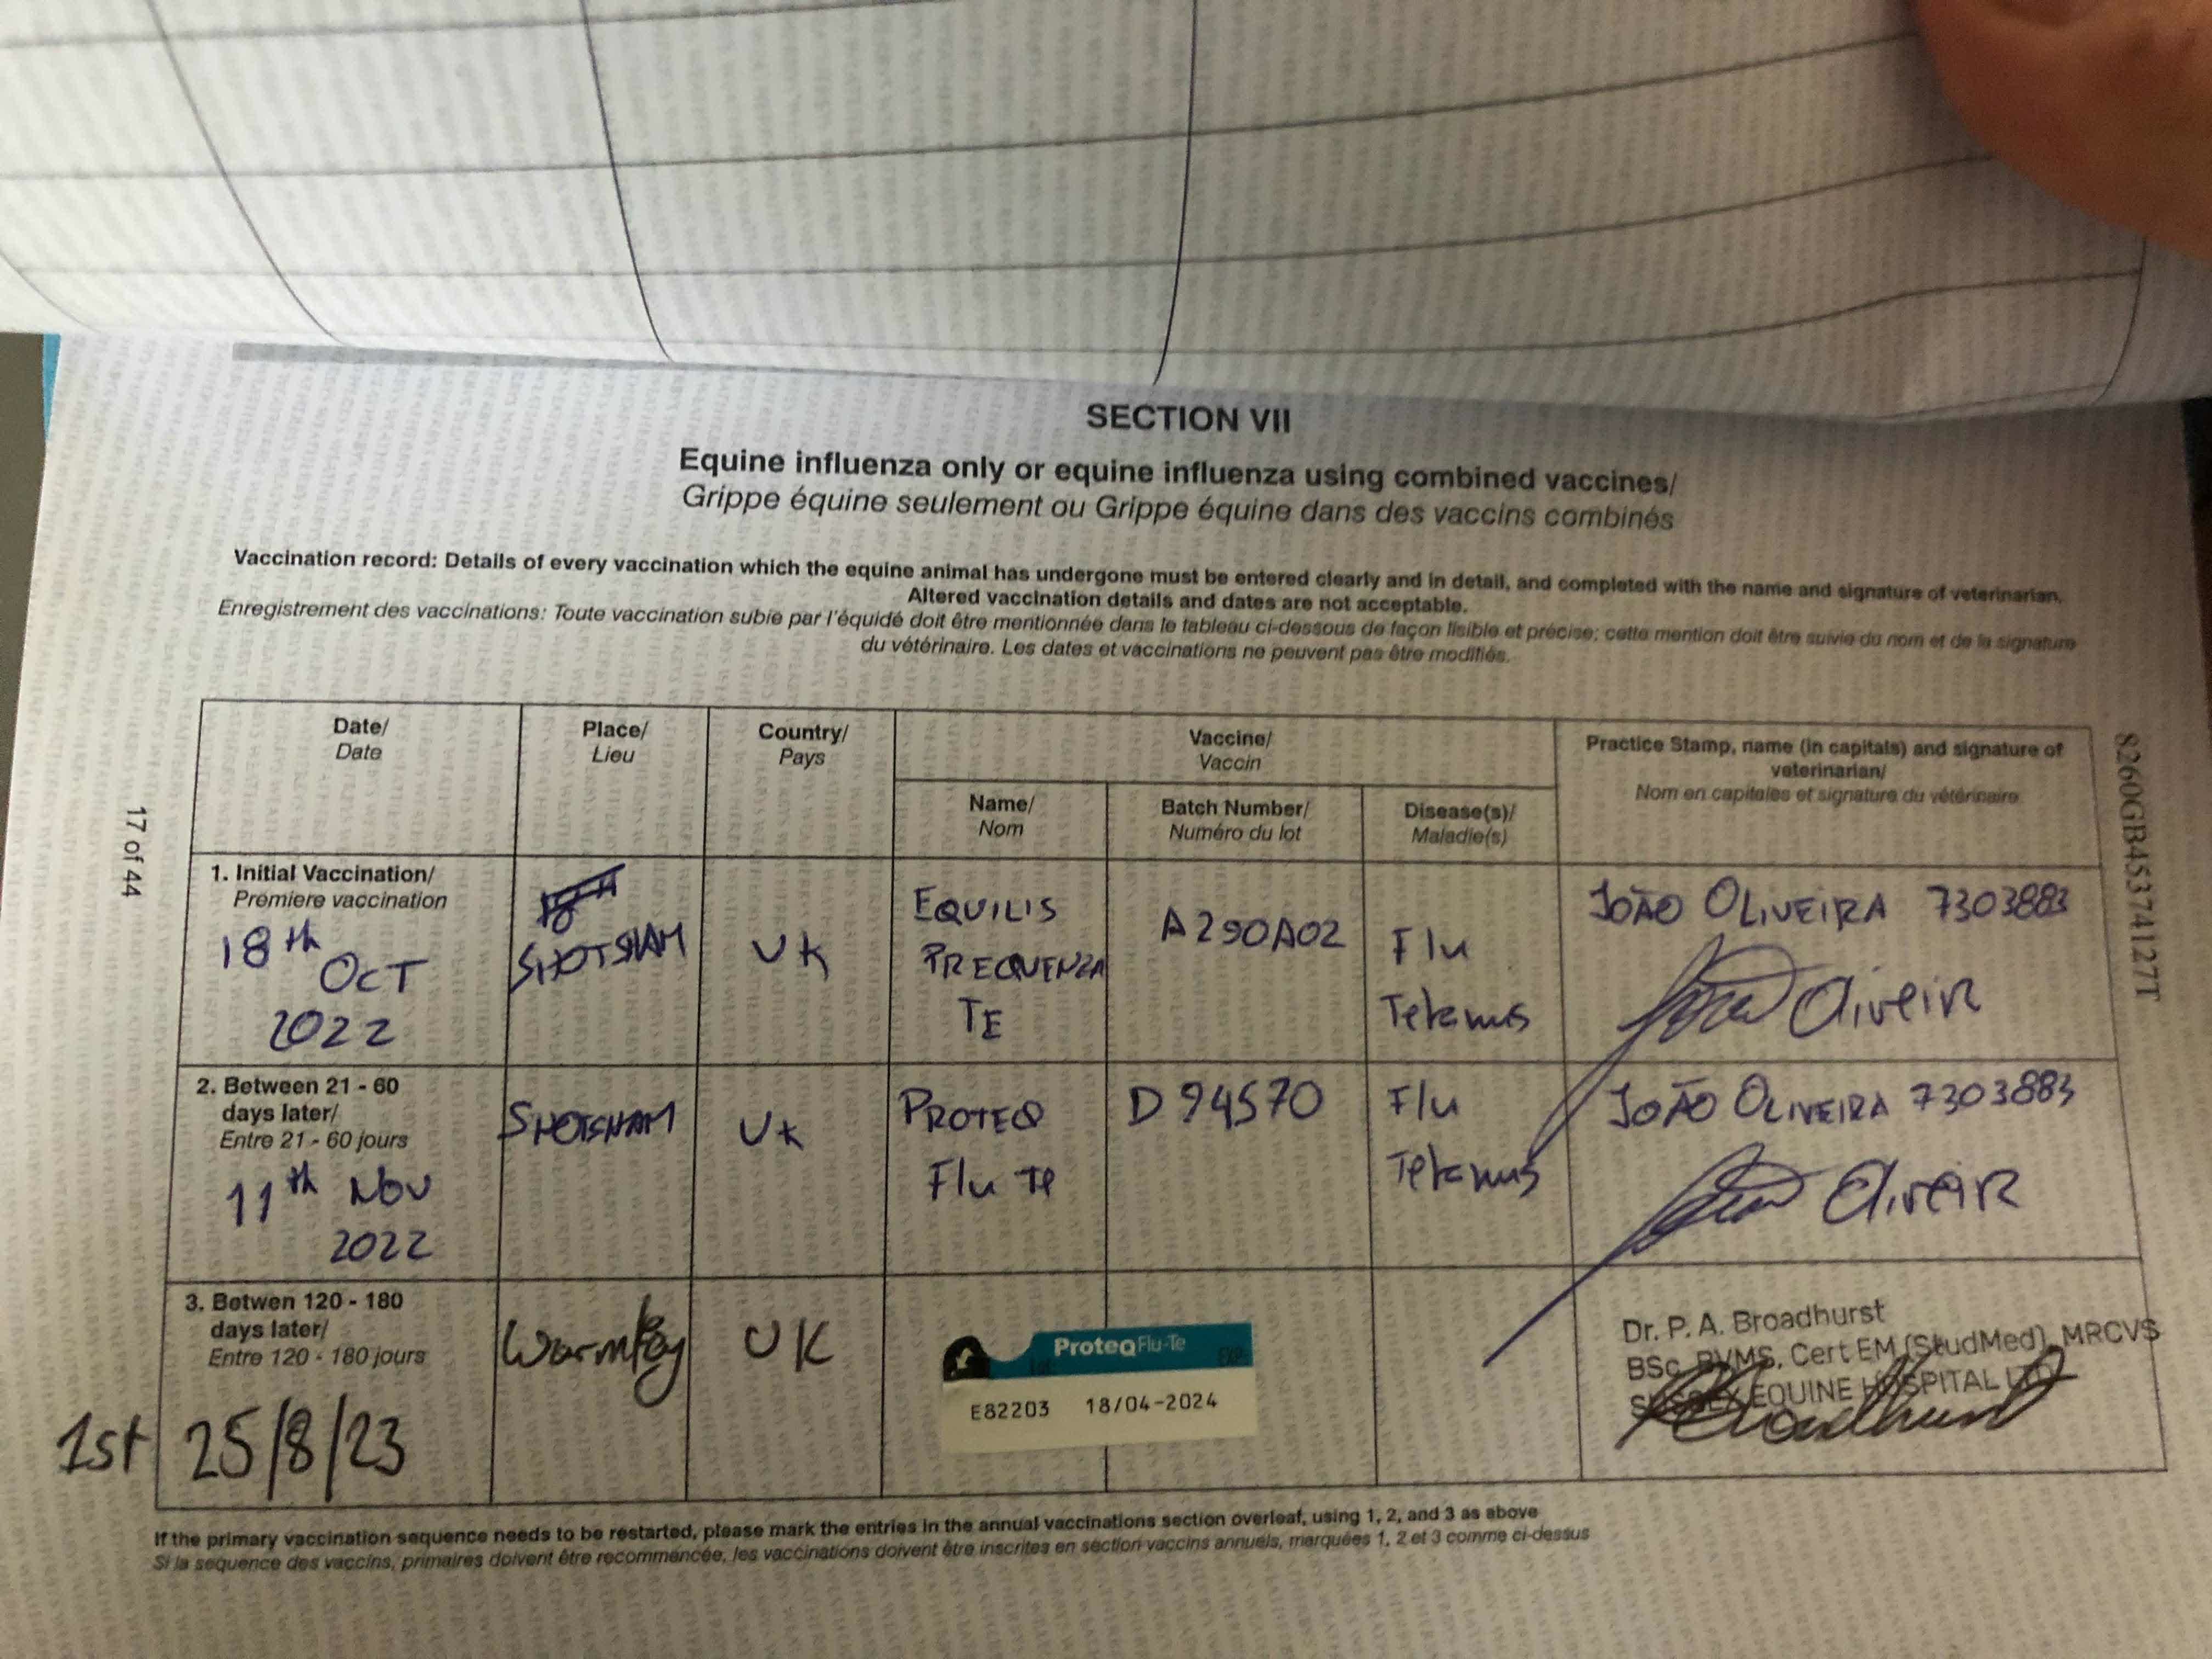 SECTION VII
Equine influenza only or equine influenza using combined vaccines/
Grippe équine seulement ou Grippe équine dans des vaccins combinés
Vaccination record: Details of every vaccination which the equine animal has undergone must be entered clearly and in detail, and completed with the name and signature of veterinarian.
Altered vaccination details and dates are not acceptable.
Enregistrement des vaccinations: Toute vaccination subie par l'équidé doit être mentionnée dans le tableau ci-dessous de façon lisible et précise; cette mention doit être suivie du nom et de la signature
du vétérinaire. Les dates et vaccinations ne peuvent pas être modifiés.
Date/
Date
Place/
Lieu
Country/
Pays
Vaccine/
Vaccin
Practice Stamp, name (in capitals) and signature of
veterinarian/
Nom en capitales et signature du vétérinaire
Name/
Nom
Batch Number/
Numéro du lot
Disease(s)/
Maladie(s)
1. Initial Vaccination/
Premiere vaccination
18th
OCT
2022
SHOTSHAM
UK
EQUILIS
PREQUENZA
TE
A290A02
Flu
Tetanus
JOÃO OLIVEIRA 7303883
2. Between 21 - 60
days later/
Entre 21 - 60 jours
11th NOV
2022
SHOTSHAM
UK
PROTEQ
Flu Te
D94570
Flu
Tetanus
JOÃO OLIVEIRA 7303883
3. Betwen 120 - 180
days later/
Entre 120 - 180 jours
1st 25/8/23
UK
ProteqFlu-Te
E82203 18/04-2024
Dr. P. A. Broadhurst
BSc, BVMS, Cert EM (StudMed), MRCVS
SUSSEX EQUINE HOSPITAL LTD
If the primary vaccination sequence needs to be restarted, please mark the entries in the annual vaccinations section overleaf, using 1, 2, and 3 as above
Si la sequence des vaccins, primaires doivent être recommencée, les vaccinations doivent être inscrites en section vaccins annuels, marquées 1, 2 et 3 comme ci-dessus
17 of 44
8260GB45374127T